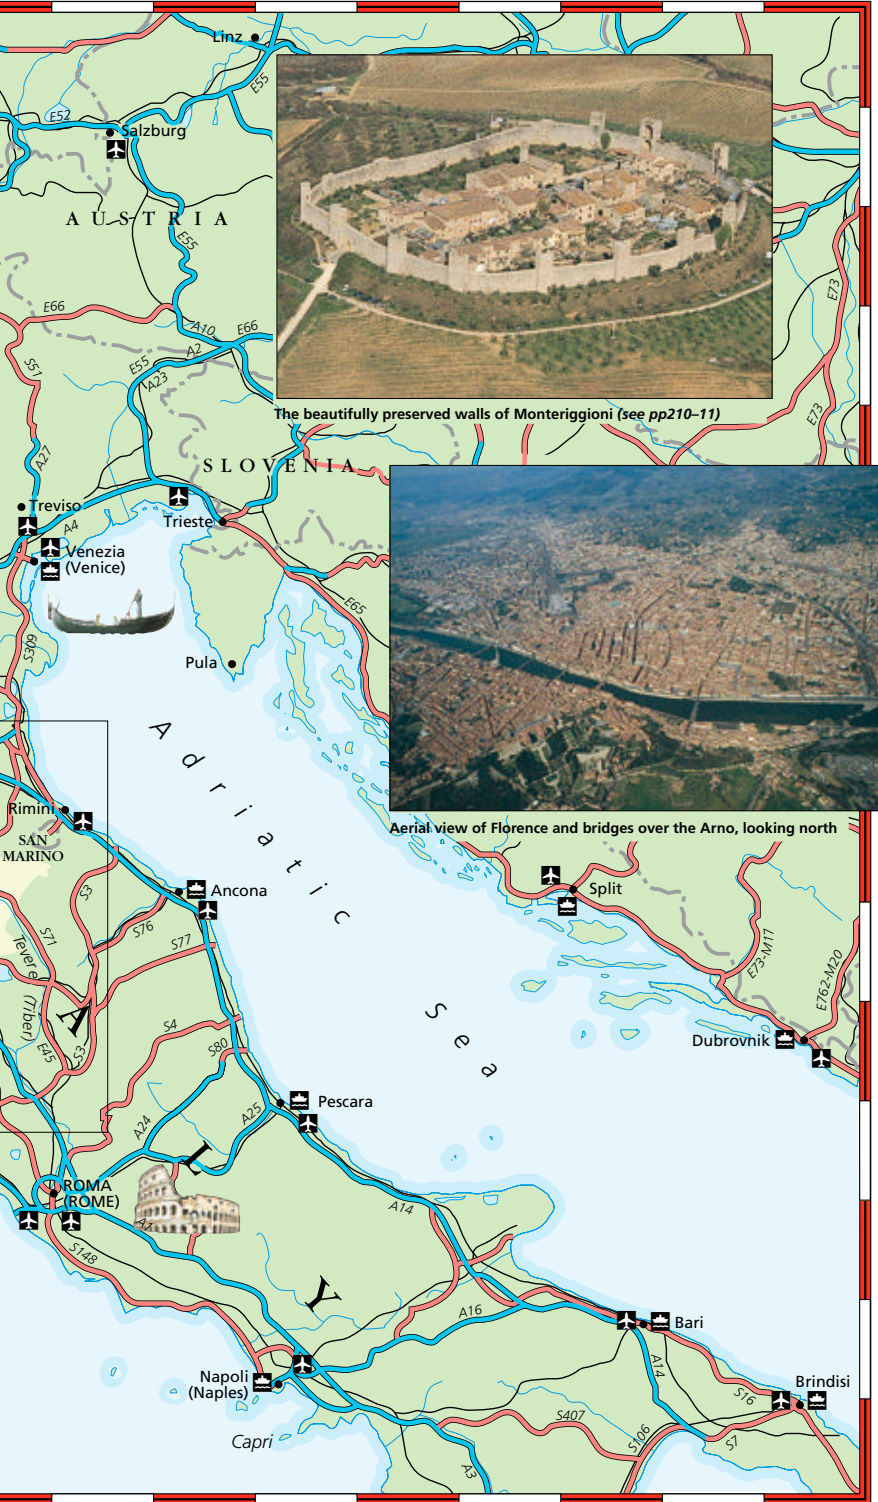 Linz
E55
E52
Salzburg
AUSTRIA
E55
E73
E66
A10
E66
A2
E55
A23
S51
E73
The beautifully preserved walls of Monteriggioni (see pp210–11)
A27
SLOVENIA
Treviso
A4
Trieste
Venezia
(Venice)
E65
S309
Pula
Adriatic Sea
Rimini
SAN
MARINO
Aerial view of Florence and bridges over the Arno, looking north
Split
Ancona
S3
S76
S71
S77
E73-M17
E762-M20
Tevere
(Tiber)
A
S4
E45
S3
S80
Dubrovnik
Pescara
A25
A24
L
ROMA
(ROME)
A1
A14
S148
Y
A16
Bari
A14
Napoli
(Naples)
Brindisi
S16
S407
S106
S7
Capri
A3